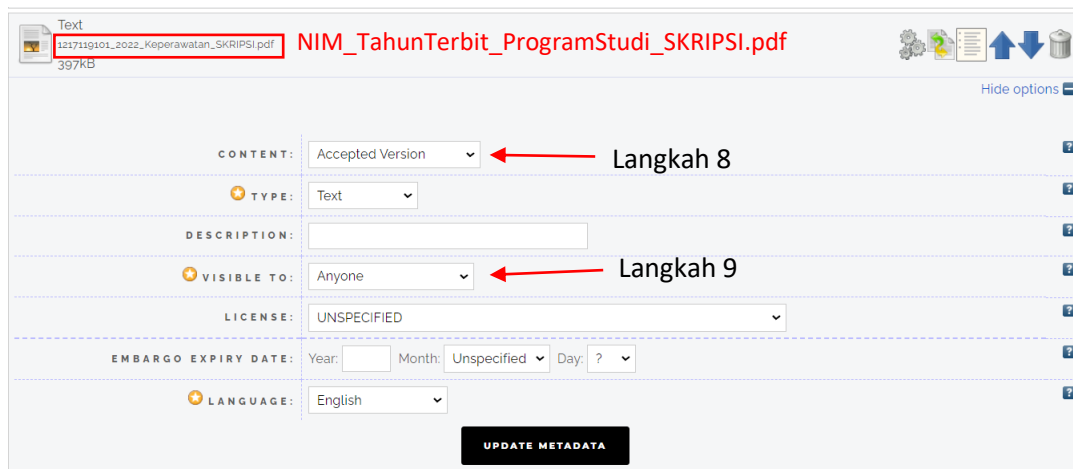 Text
1217119101_2022_Keperawatan_SKRIPSI.pdf
NIM_TahunTerbit_ProgramStudi_SKRIPSI.pdf
397kB
Hide options
CONTENT: Accepted Version
Langkah 8
TYPE: Text
DESCRIPTION:
VISIBLE TO: Anyone
Langkah 9
LICENSE: UNSPECIFIED
EMBARGO EXPIRY DATE: Year: Month: Unspecified Day: ?
LANGUAGE: English
UPDATE METADATA